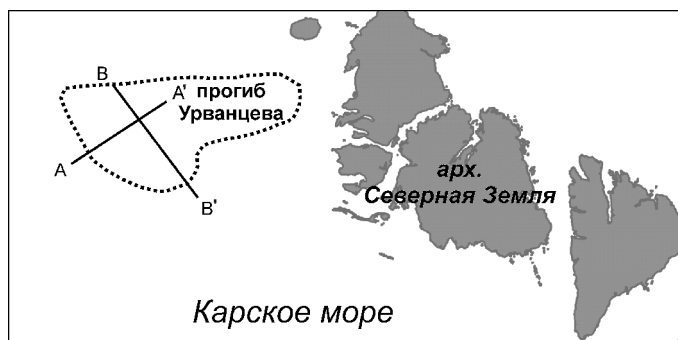 B
A'
прогиб
Урванцева
A
B'
арх.
Северная Земля
Карское море